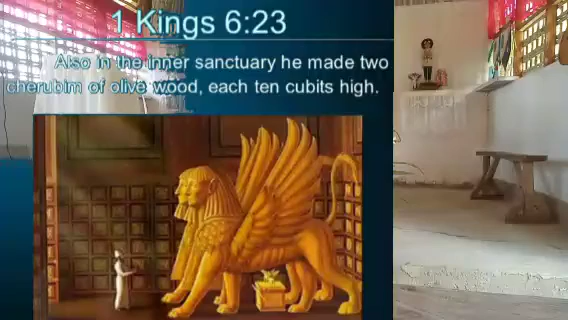 1 Kings 6:23
Also in the inner sanctuary he made two
cherubim of olive wood, each ten cubits high.